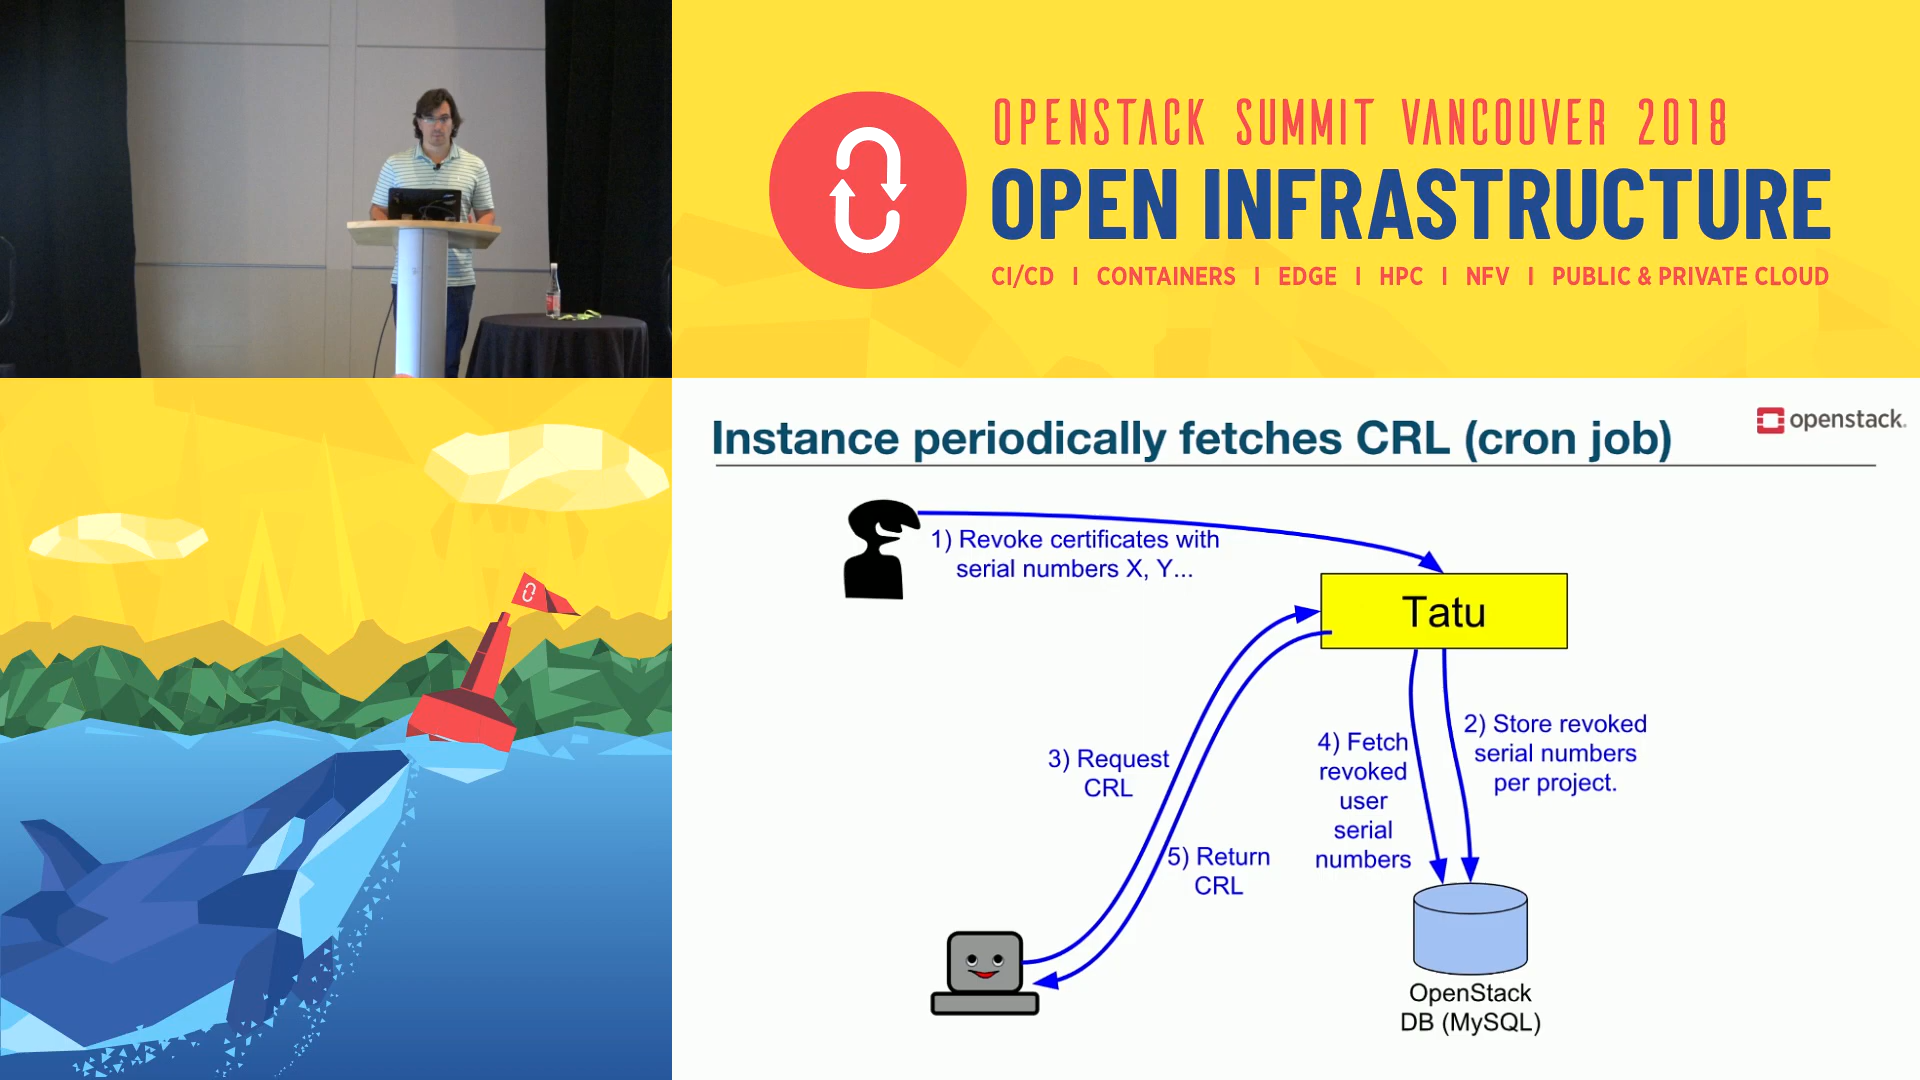 OPENSTACK SUMMIT VANCOUVER 2018
OPEN INFRASTRUCTURE
CI/CD | CONTAINERS | EDGE | HPC | NFV | PUBLIC & PRIVATE CLOUD
Instance periodically fetches CRL (cron job)
openstack.
1) Revoke certificates with
serial numbers X, Y...
Tatu
3) Request
CRL
4) Fetch
revoked
user
serial
numbers
2) Store revoked
serial numbers
per project.
5) Return
CRL
OpenStack
DB (MySQL)